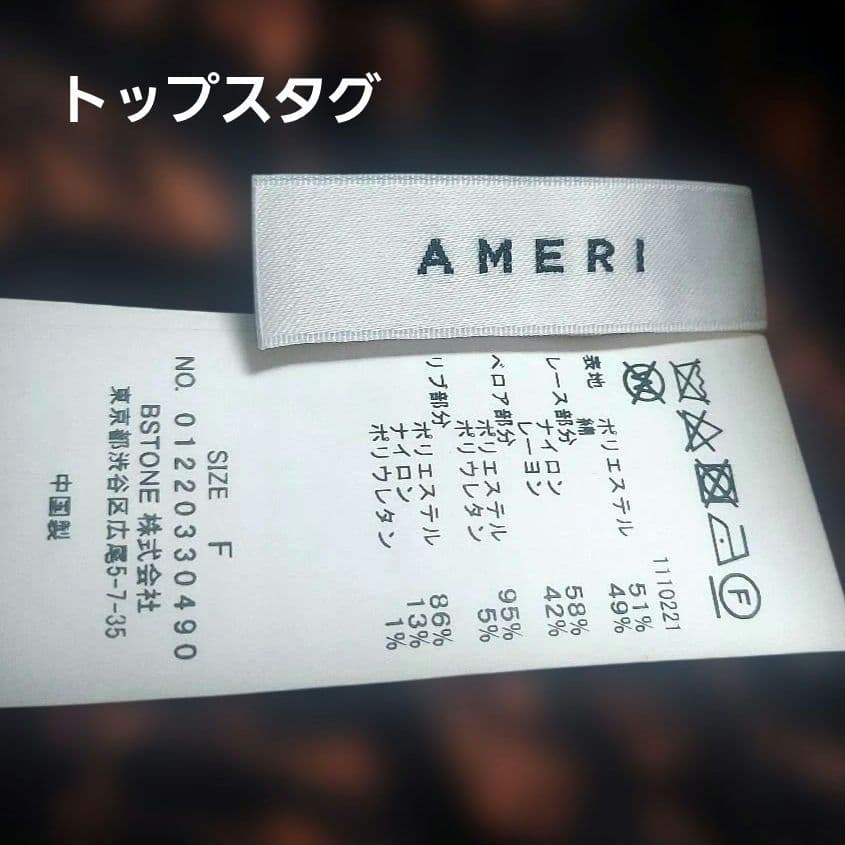 トップスタグ
AMERI
1110221
表地 ポリエステル 51%
綿 49%
レース部分 ナイロン 58%
レーヨン 42%
ベロア部分 ポリエステル 95%
ポリウレタン 5%
リブ部分 ポリエステル 86%
ナイロン 13%
ポリウレタン 1%
SIZE F
NO. 012203304​90
BSTONE 株式会社
東京都渋谷区広尾5-7-35
中国製